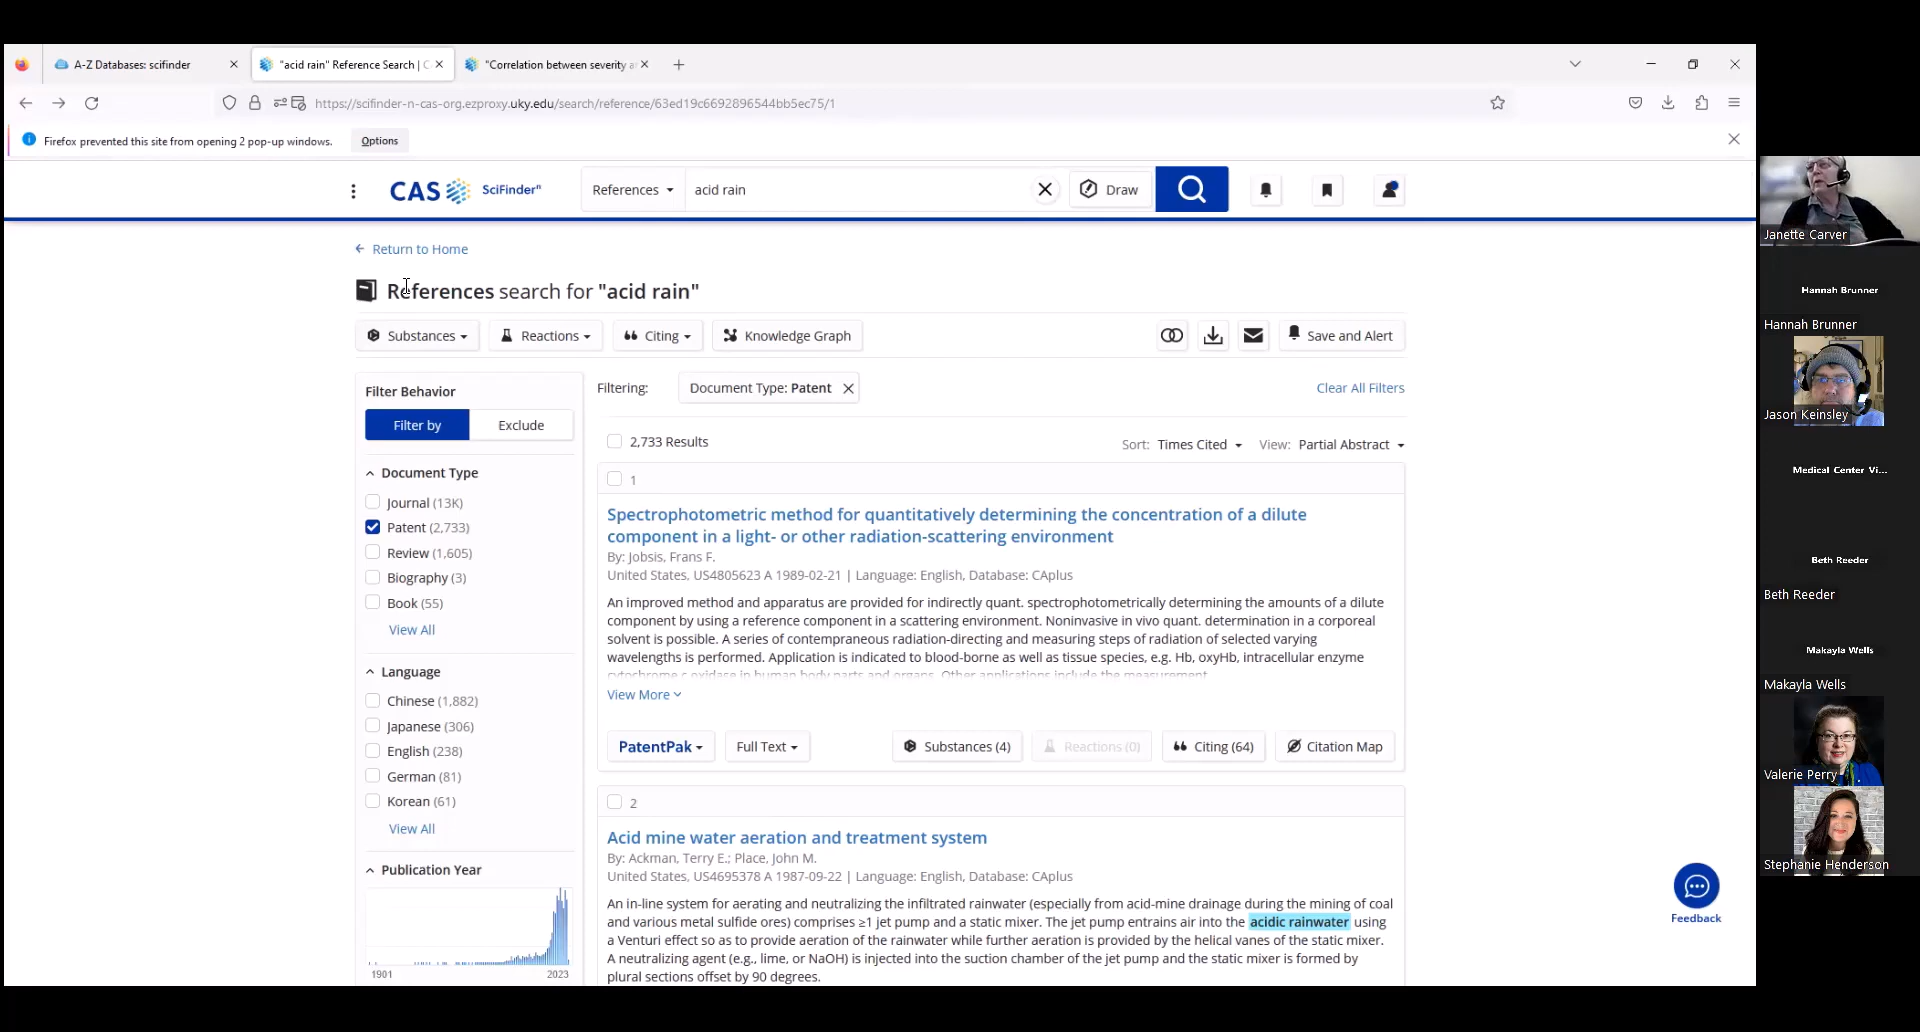 A-Z Databases: scifinder
"acid rain" Reference Search | C
"Correlation between severity a
https://scifinder-n-cas-org.ezproxy.uky.edu/search/reference/63ed19c6692896544bb5ec75/1
Firefox prevented this site from opening 2 pop-up windows.
Options
CAS SciFinderⁿ
References
acid rain
Draw
Return to Home
References search for "acid rain"
Substances
Reactions
Citing
Knowledge Graph
Save and Alert
Filter Behavior
Filter by
Exclude
Document Type
Journal (13K)
Patent (2,733)
Review (1,605)
Biography (3)
Book (55)
View All
Language
Chinese (1,882)
Japanese (306)
English (238)
German (81)
Korean (61)
View All
Publication Year
1901
2023
Filtering:
Document Type: Patent
Clear All Filters
2,733 Results
Sort: Times Cited
View: Partial Abstract
1
Spectrophotometric method for quantitatively determining the concentration of a dilute
component in a light- or other radiation-scattering environment
By: Jobsis, Frans F.
United States, US4805623 A 1989-02-21 | Language: English, Database: CAplus
An improved method and apparatus are provided for indirectly quant. spectrophotometrically determining the amounts of a dilute
component by using a reference component in a scattering environment. Noninvasive in vivo quant. determination in a corporeal
solvent is possible. A series of contempraneous radiation-directing and measuring steps of radiation of selected varying
wavelengths is performed. Application is indicated to blood-borne as well as tissue species, e.g. Hb, oxyHb, intracellular enzyme
cytochrome c oxidase in human body parts and organs. Other applications include the measurement
View More
PatentPak
Full Text
Substances (4)
Reactions (0)
Citing (64)
Citation Map
2
Acid mine water aeration and treatment system
By: Ackman, Terry E.; Place, John M.
United States, US4695378 A 1987-09-22 | Language: English, Database: CAplus
An in-line system for aerating and neutralizing the infiltrated rainwater (especially from acid-mine drainage during the mining of coal
and various metal sulfide ores) comprises ≥1 jet pump and a static mixer. The jet pump entrains air into the acidic rainwater using
a Venturi effect so as to provide aeration of the rainwater while further aeration is provided by the helical vanes of the static mixer.
A neutralizing agent (e.g., lime, or NaOH) is injected into the suction chamber of the jet pump and the static mixer is formed by
plural sections offset by 90 degrees.
Feedback
Janette Carver
Hannah Brunner
Hannah Brunner
Jason Keinsley
Medical Center Vi...
Beth Reeder
Beth Reeder
Makayla Wells
Makayla Wells
Valerie Perry
Stephanie Henderson